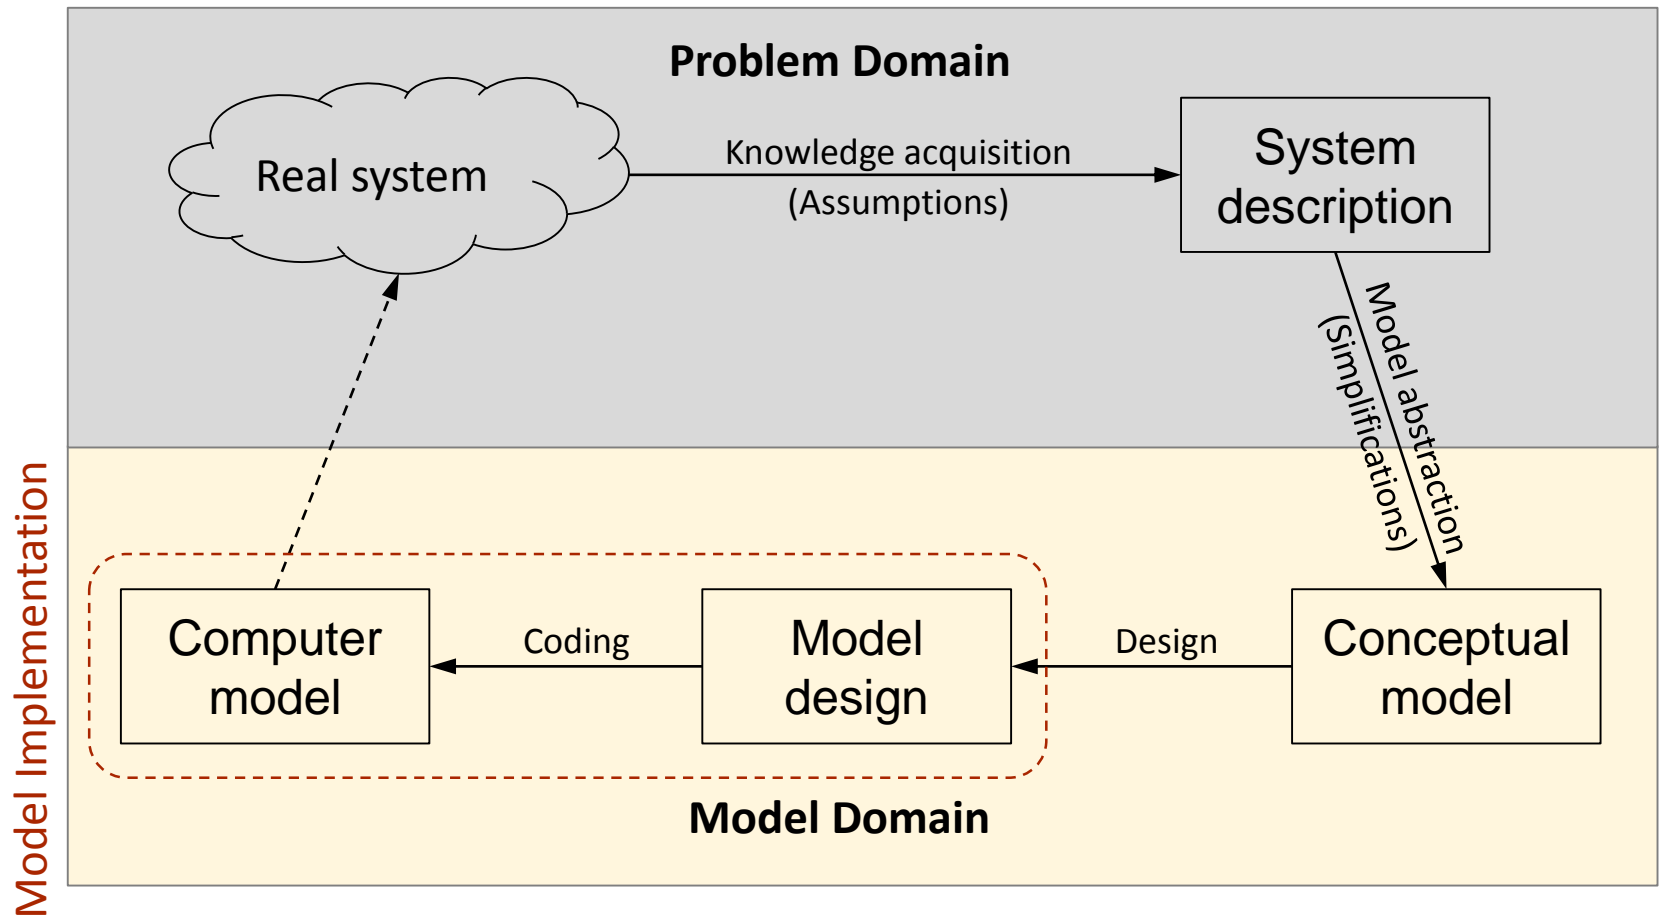 Problem Domain
Real system
Knowledge acquisition
(Assumptions)
System
description
Model abstraction
(Simplifications)
Model Implementation
Computer
model
Coding
Model
design
Design
Conceptual
model
Model Domain